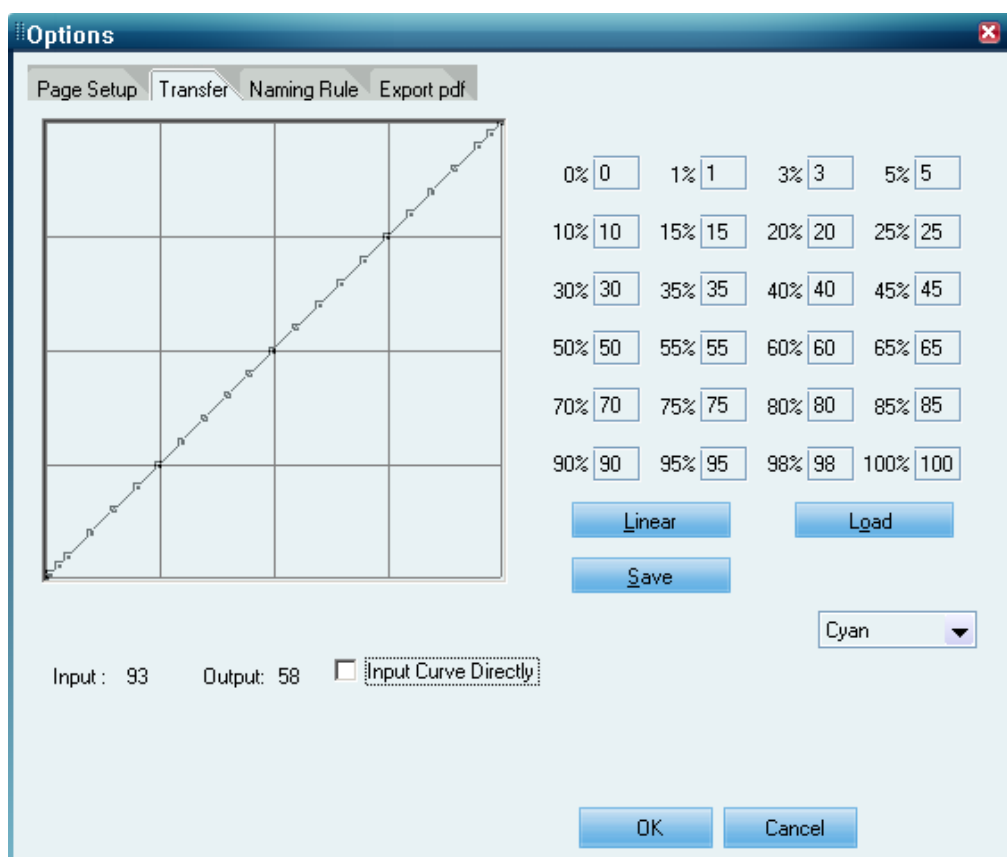 Options
Page Setup Transfer Naming Rule Export pdf
0% 0 1% 1 3% 3 5% 5
10% 10 15% 15 20% 20 25% 25
30% 30 35% 35 40% 40 45% 45
50% 50 55% 55 60% 60 65% 65
70% 70 75% 75 80% 80 85% 85
90% 90 95% 95 98% 98 100% 100
Linear Load
Save
Cyan
Input : 93 Output: 58 Input Curve Directly
OK Cancel